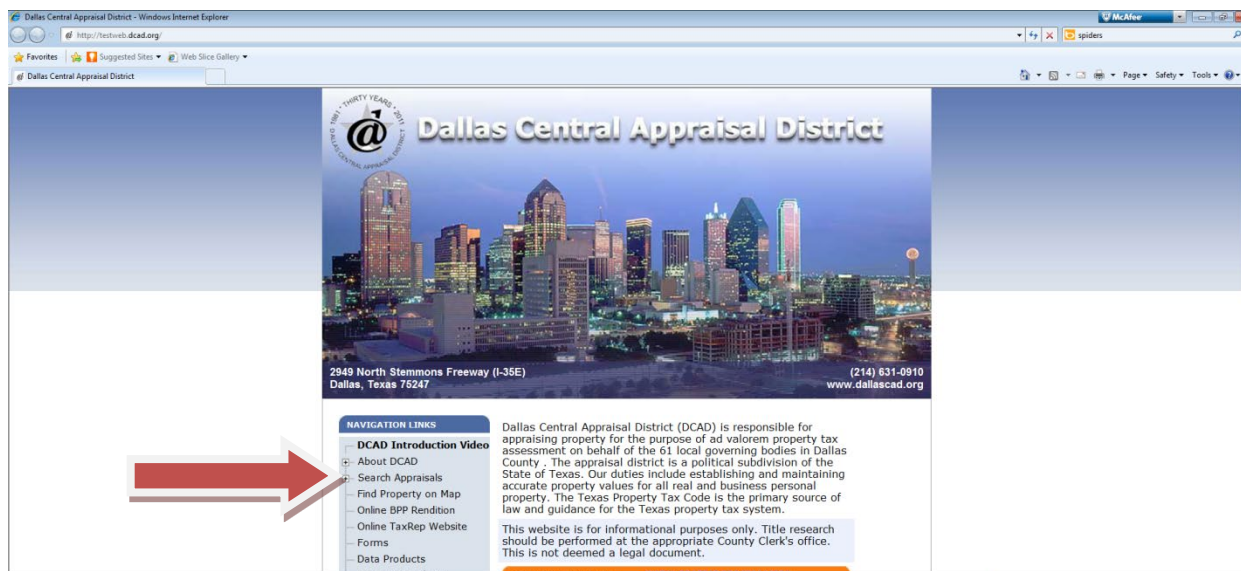 Dallas Central Appraisal District - Windows Internet Explorer
McAfee
http://testweb.dcad.org/
spiders
Favorites
Suggested Sites
Web Slice Gallery
Dallas Central Appraisal District
Page Safety Tools
THIRTY YEARS
1981 2011
DALLAS CENTRAL APPRAISAL DISTRICT
@
Dallas Central Appraisal District
2949 North Stemmons Freeway (I-35E)
Dallas, Texas 75247
(214) 631-0910
www.dallascad.org
NAVIGATION LINKS
DCAD Introduction Video
About DCAD
Search Appraisals
Find Property on Map
Online BPP Rendition
Online TaxRep Website
Forms
Data Products
Dallas Central Appraisal District (DCAD) is responsible for
appraising property for the purpose of ad valorem property tax
assessment on behalf of the 61 local governing bodies in Dallas
County . The appraisal district is a political subdivision of the
State of Texas. Our duties include establishing and maintaining
accurate property values for all real and business personal
property. The Texas Property Tax Code is the primary source of
law and guidance for the Texas property tax system.
This website is for informational purposes only. Title research
should be performed at the appropriate County Clerk's office.
This is not deemed a legal document.